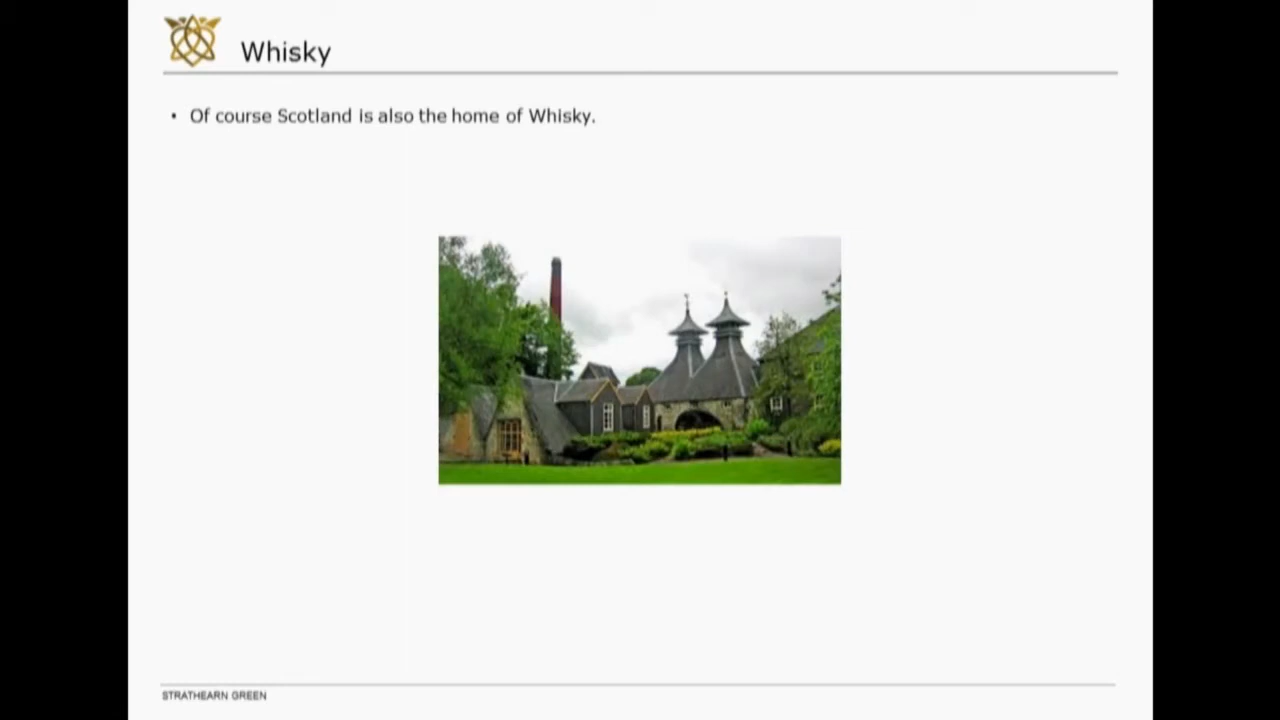 Whisky
• Of course Scotland is also the home of Whisky.
STRATHEARN GREEN